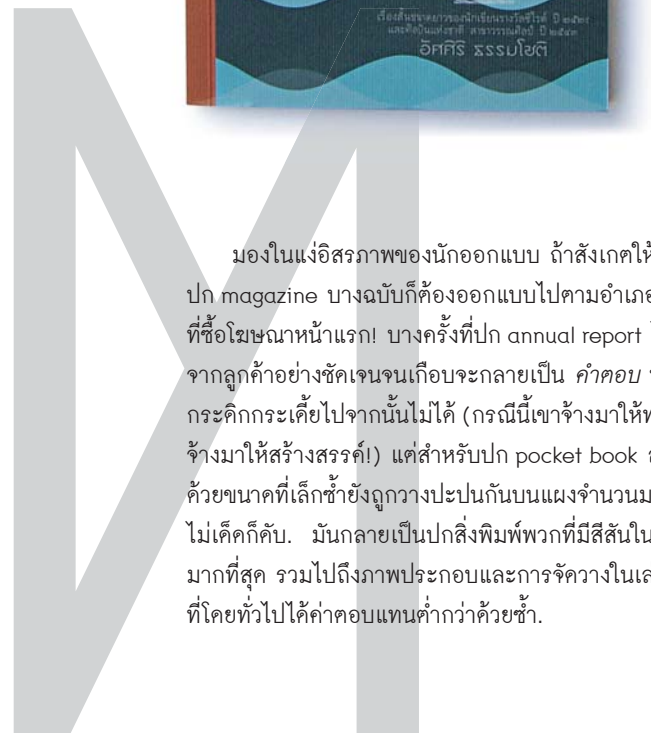 เรื่องสั้นขนาดยาวของนักเขียนรางวัลซีไรต์ ปี ๒๕๒๔
และศิลปินแห่งชาติ สาขาวรรณศิลป์ ปี ๒๕๔๓
อัศศิริ ธรรมโชติ
มองในแง่อิสรภาพของนักออกแบบ ถ้าสังเกตให้
ปก magazine บางฉบับก็ต้องออกแบบไปตามอำเภอ
ที่ซื้อโฆษณาหน้าแรก! บางครั้งที่ปก annual report
จากลูกค้าอย่างชัดเจนจนเกือบจะกลายเป็น คำตอบ
กระดิกกระเดี้ยไปจากนั้นไม่ได้ (กรณีนี้เขาจ้างมาให้
จ้างมาให้สร้างสรรค์!) แต่สำหรับปก pocket book
ด้วยขนาดที่เล็กซ้ำยังถูกวางปะปนกันบนแผงจำนวนม
ไม่เด็ดก็ดับ. มันกลายเป็นปกสิ่งพิมพ์พวกที่มีสีสันใน
มากที่สุด รวมไปถึงภาพประกอบและการจัดวางในเล
ที่โดยทั่วไปได้ค่าตอบแทนต่ำกว่าด้วยซ้ำ.